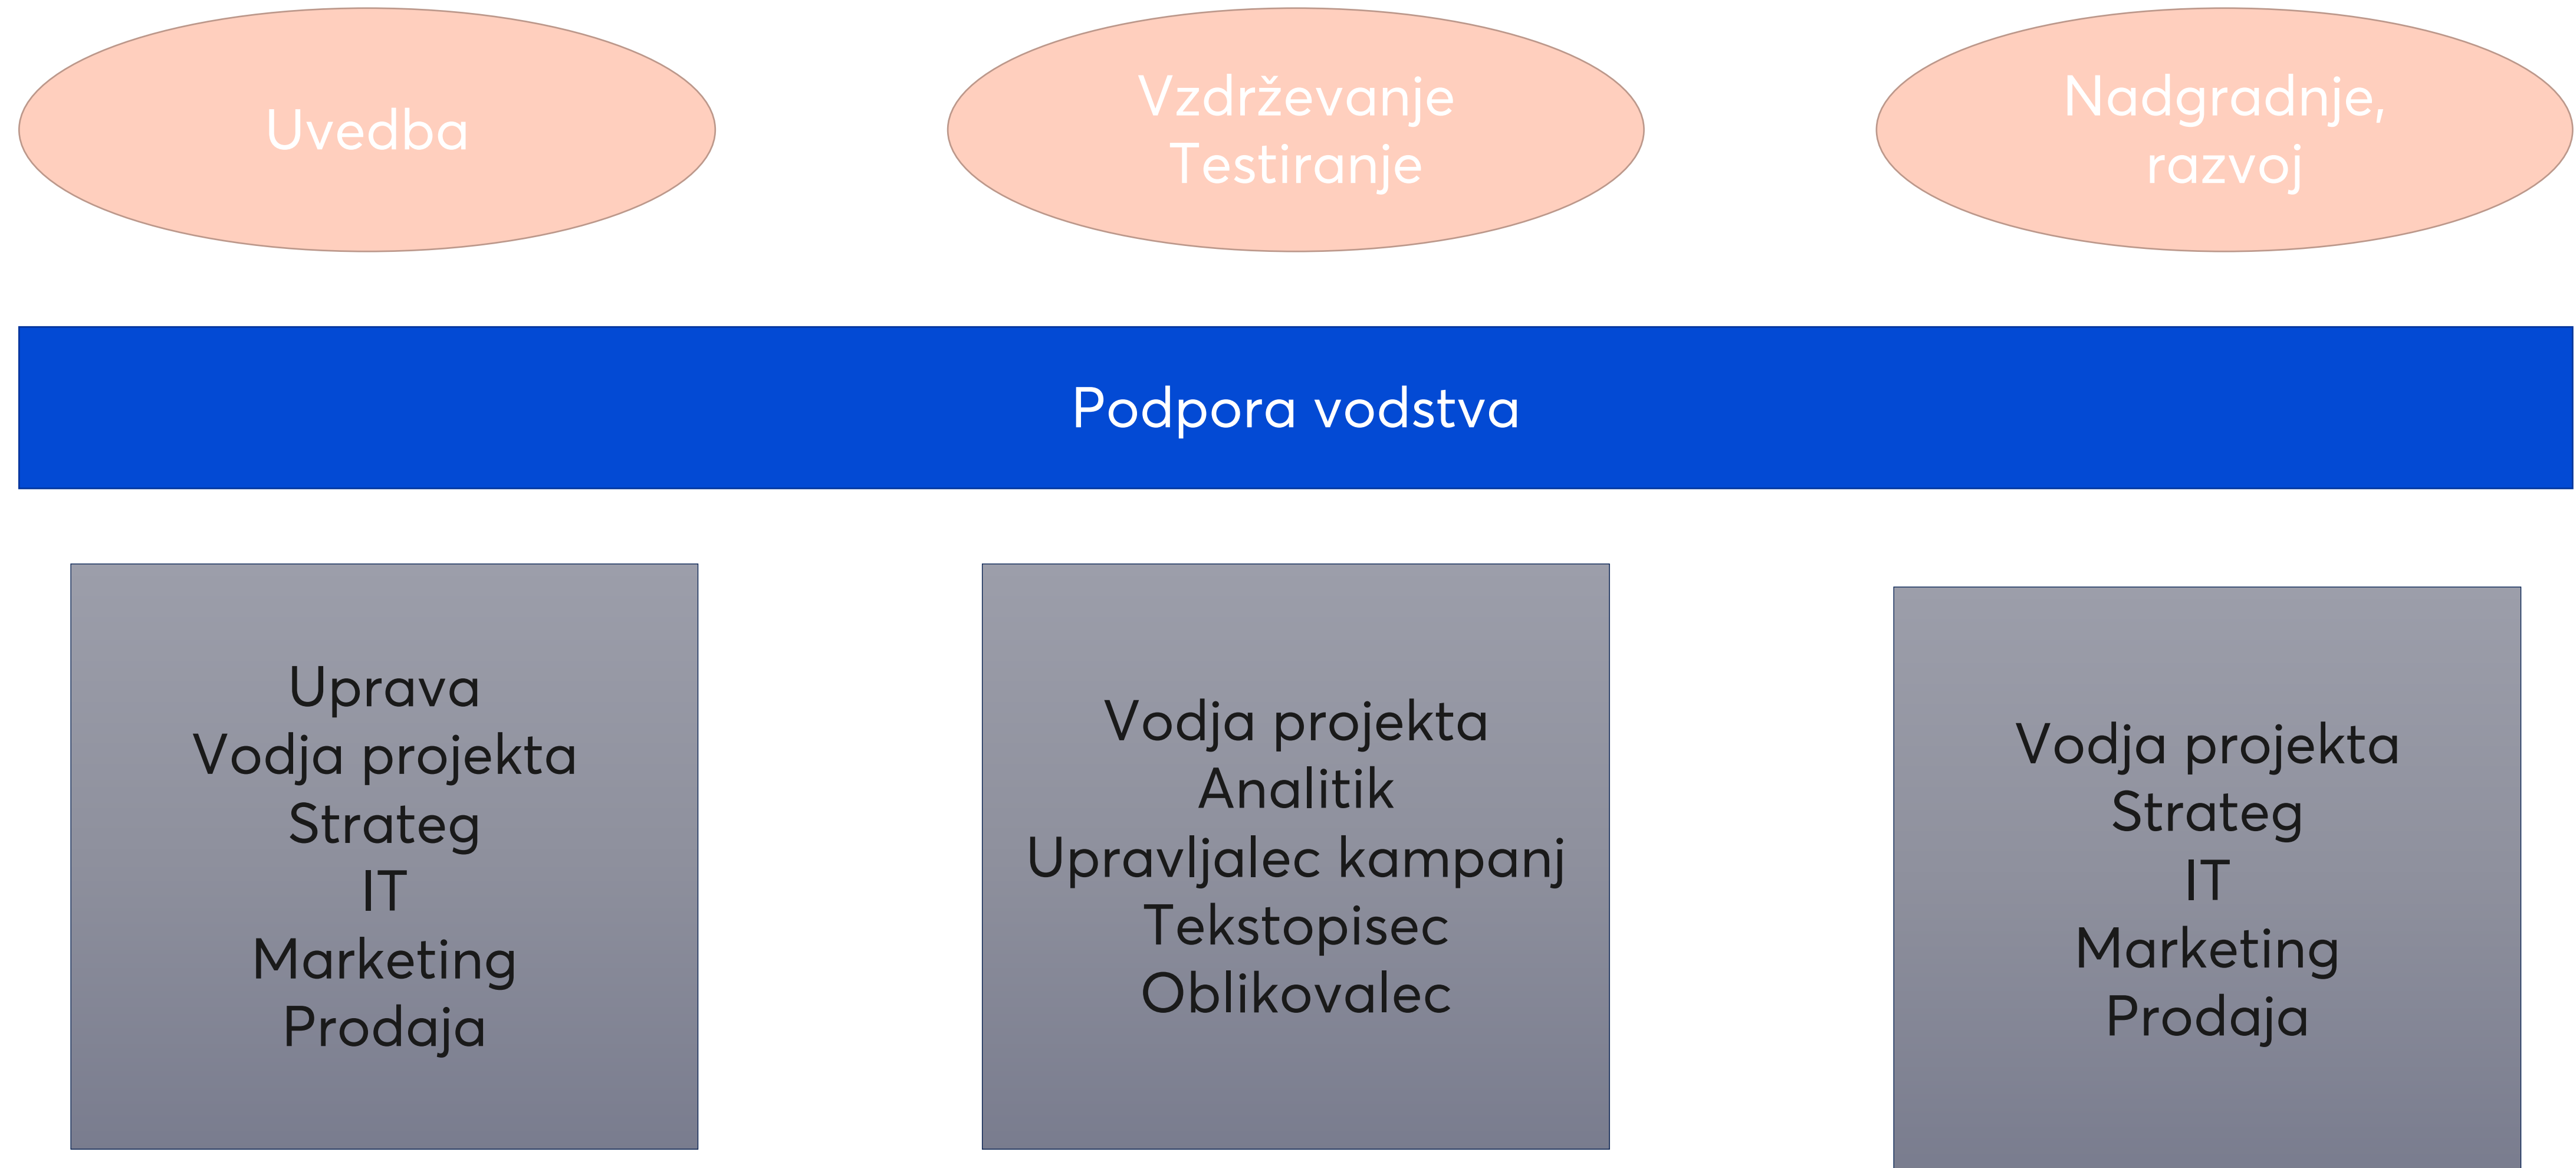 Uvedba
Vzdrževanje
Testiranje
Nadgradnje,
razvoj
Podpora vodstva
Uprava
Vodja projekta
Strateg
IT
Marketing
Prodaja
Vodja projekta
Analitik
Upravljalec kampanj
Tekstopisec
Oblikovalec
Vodja projekta
Strateg
IT
Marketing
Prodaja